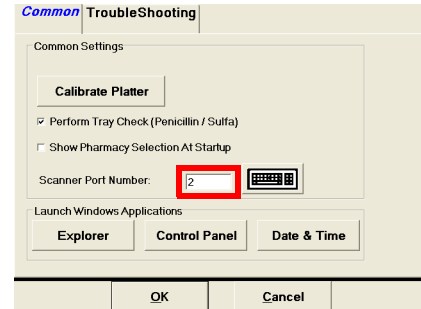 Common TroubleShooting
Common Settings
Calibrate Platter
Perform Tray Check (Penicillin / Sulfa)
Show Pharmacy Selection At Startup
Scanner Port Number: 2
Launch Windows Applications
Explorer Control Panel Date & Time
OK Cancel